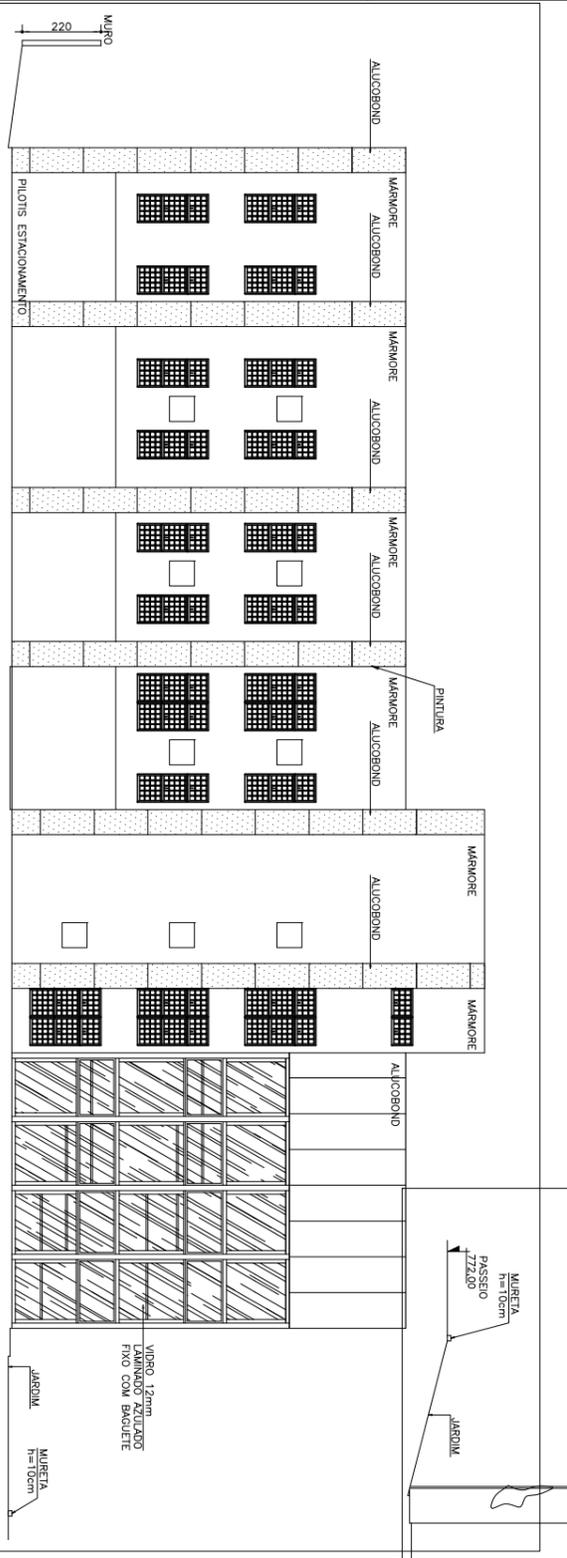 220
MURO
ALUCOBOND
PILOTIS ESTACIONAMENTO
MÁRMORE
ALUCOBOND
MÁRMORE
ALUCOBOND
MÁRMORE
ALUCOBOND
PINTURA
MÁRMORE
ALUCOBOND
MÁRMORE
ALUCOBOND
MÁRMORE
ALUCOBOND
MURETA
h=10cm
PASSEIO
772,00
JARDIM
VIDRO 12mm
LAMINADO AZULADO
FIXO COM BAGUETE
JARDIM
MURETA
h=10cm